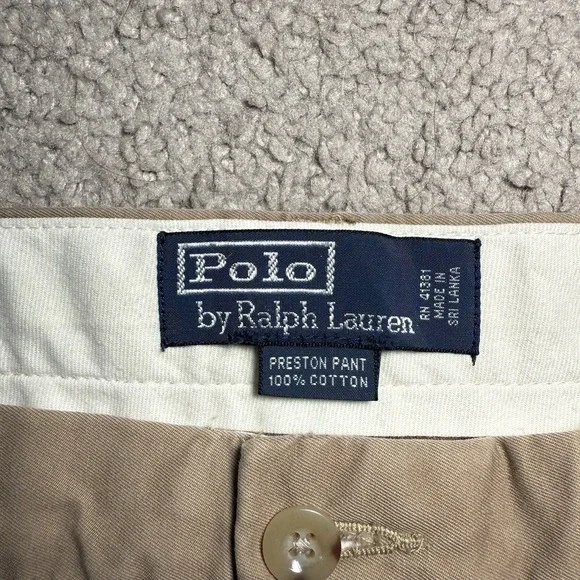 Polo
by Ralph Lauren
RN 41381
MADE IN
SRI LANKA
PRESTON PANT
100% COTTON